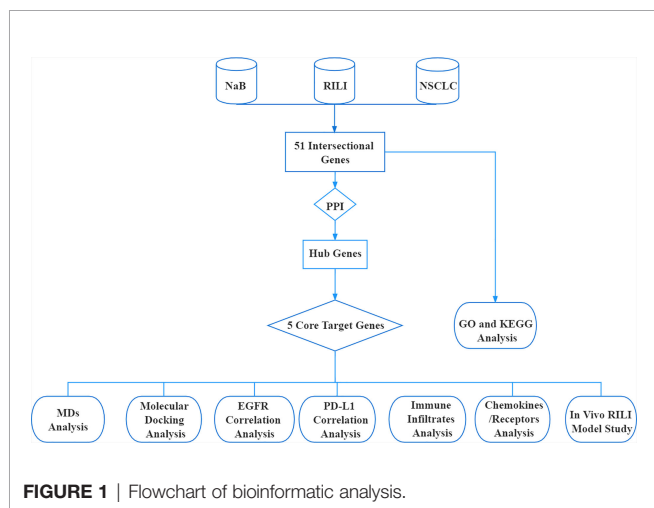 NaB
RILI
NSCLC
51 Intersectional
Genes
PPI
Hub Genes
5 Core Target Genes
GO and KEGG
Analysis
MDs
Analysis
Molecular
Docking
Analysis
EGFR
Correlation
Analysis
PD-L1
Correlation
Analysis
Immune
Infiltrates
Analysis
Chemokines
/Receptors
Analysis
In Vivo RILI
Model Study
FIGURE 1 | Flowchart of bioinformatic analysis.